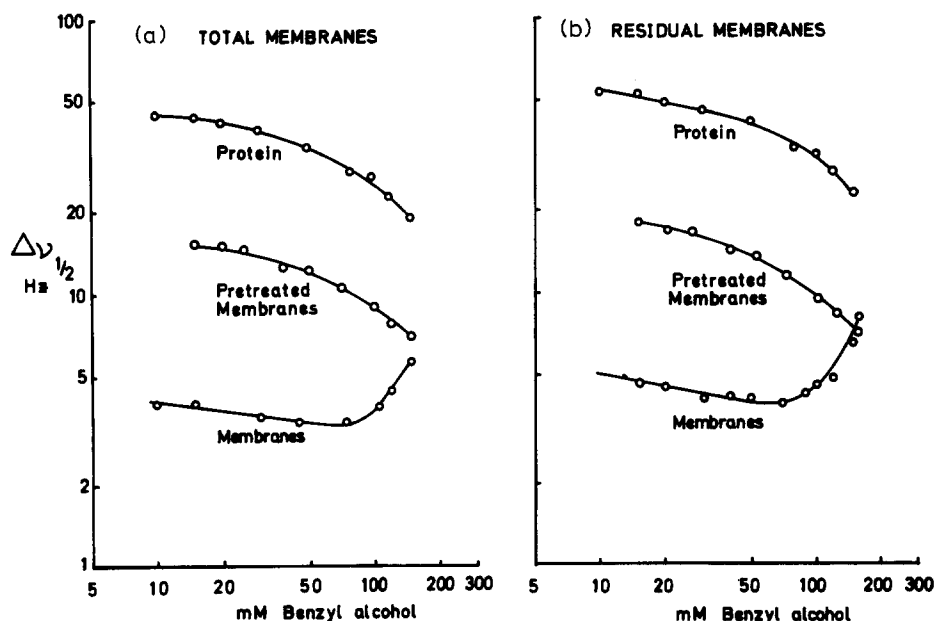 (a) TOTAL MEMBRANES
100
50
20
10
5
2
1
Δν 1/2
Hz
Protein
Pretreated
Membranes
Membranes
5 10 20 50 100 200 300
mM Benzyl alcohol
(b) RESIDUAL MEMBRANES
Protein
Pretreated
Membranes
Membranes
5 10 20 50 100 200 300
mM Benzyl alcohol